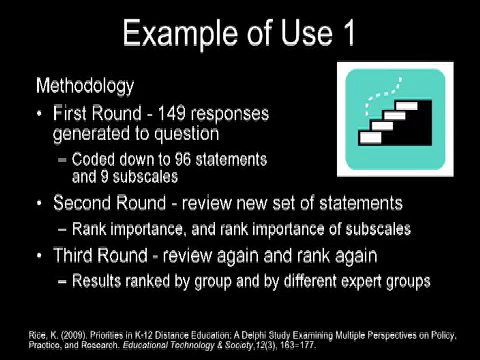 Example of Use 1
Methodology
• First Round - 149 responses
generated to question
– Coded down to 96 statements
and 9 subscales
• Second Round - review new set of statements
– Rank importance, and rank importance of subscales
• Third Round - review again and rank again
– Results ranked by group and by different expert groups
Rice, K. (2009). Priorities in K-12 Distance Education: A Delphi Study Examining Multiple Perspectives on Policy,
Practice, and Research. Educational Technology & Society,12(3), 163=177.